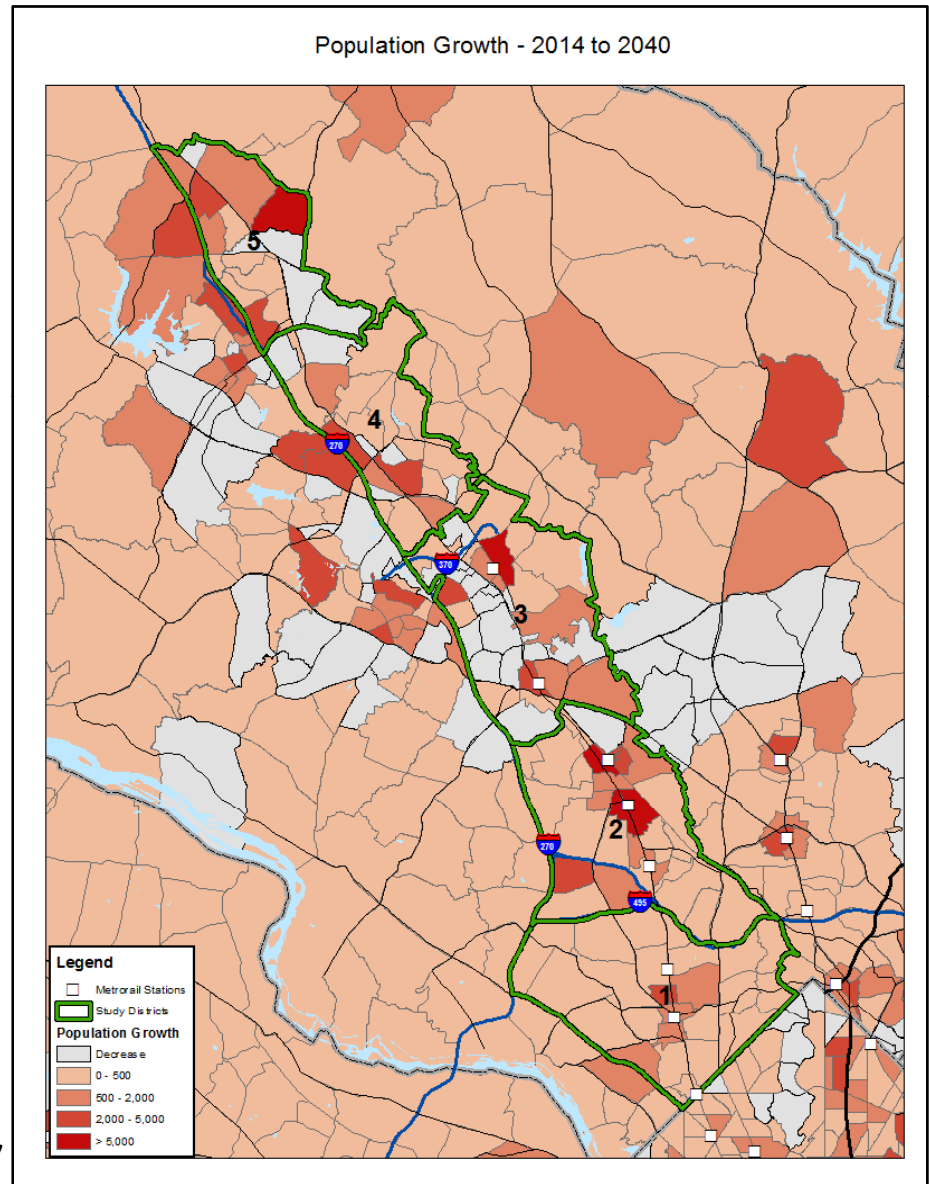 Population Growth - 2014 to 2040
5
4
270
370
3
2
270
495
1
Legend
Metrorail Stations
Study Districts
Population Growth
Decrease
0 - 500
500 - 2,000
2,000 - 5,000
> 5,000